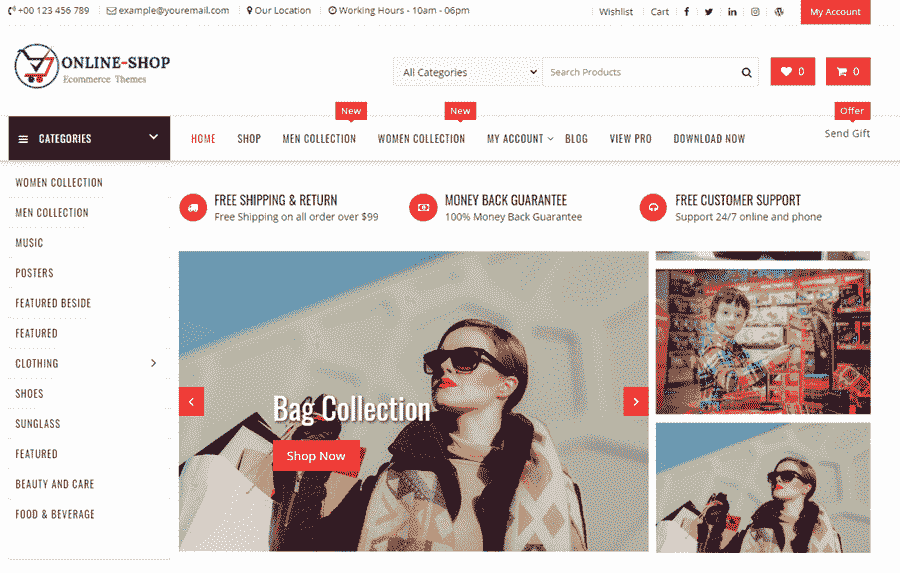 +00 123 456 789 example@youremail.com Our Location Working Hours - 10am - 06pm Wishlist Cart My Account
ONLINE-SHOP
Ecommerce Themes
All Categories Search Products 0 0
New New Offer
CATEGORIES HOME SHOP MEN COLLECTION WOMEN COLLECTION MY ACCOUNT BLOG VIEW PRO DOWNLOAD NOW Send Gift
WOMEN COLLECTION
MEN COLLECTION
MUSIC
POSTERS
FEATURED BESIDE
FEATURED
CLOTHING
SHOES
SUNGLASS
FEATURED
BEAUTY AND CARE
FOOD & BEVERAGE
FREE SHIPPING & RETURN
Free Shipping on all order over $99
MONEY BACK GUARANTEE
100% Money Back Guarantee
FREE CUSTOMER SUPPORT
Support 24/7 online and phone
Bag Collection
Shop Now